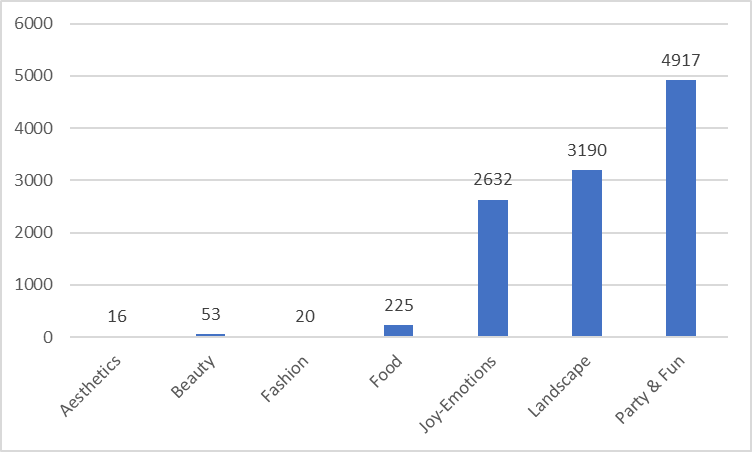 6000
5000
4000
3000
2000
1000
0
16
53
20
225
2632
3190
4917
Aesthetics
Beauty
Fashion
Food
Joy-Emotions
Landscape
Party & Fun